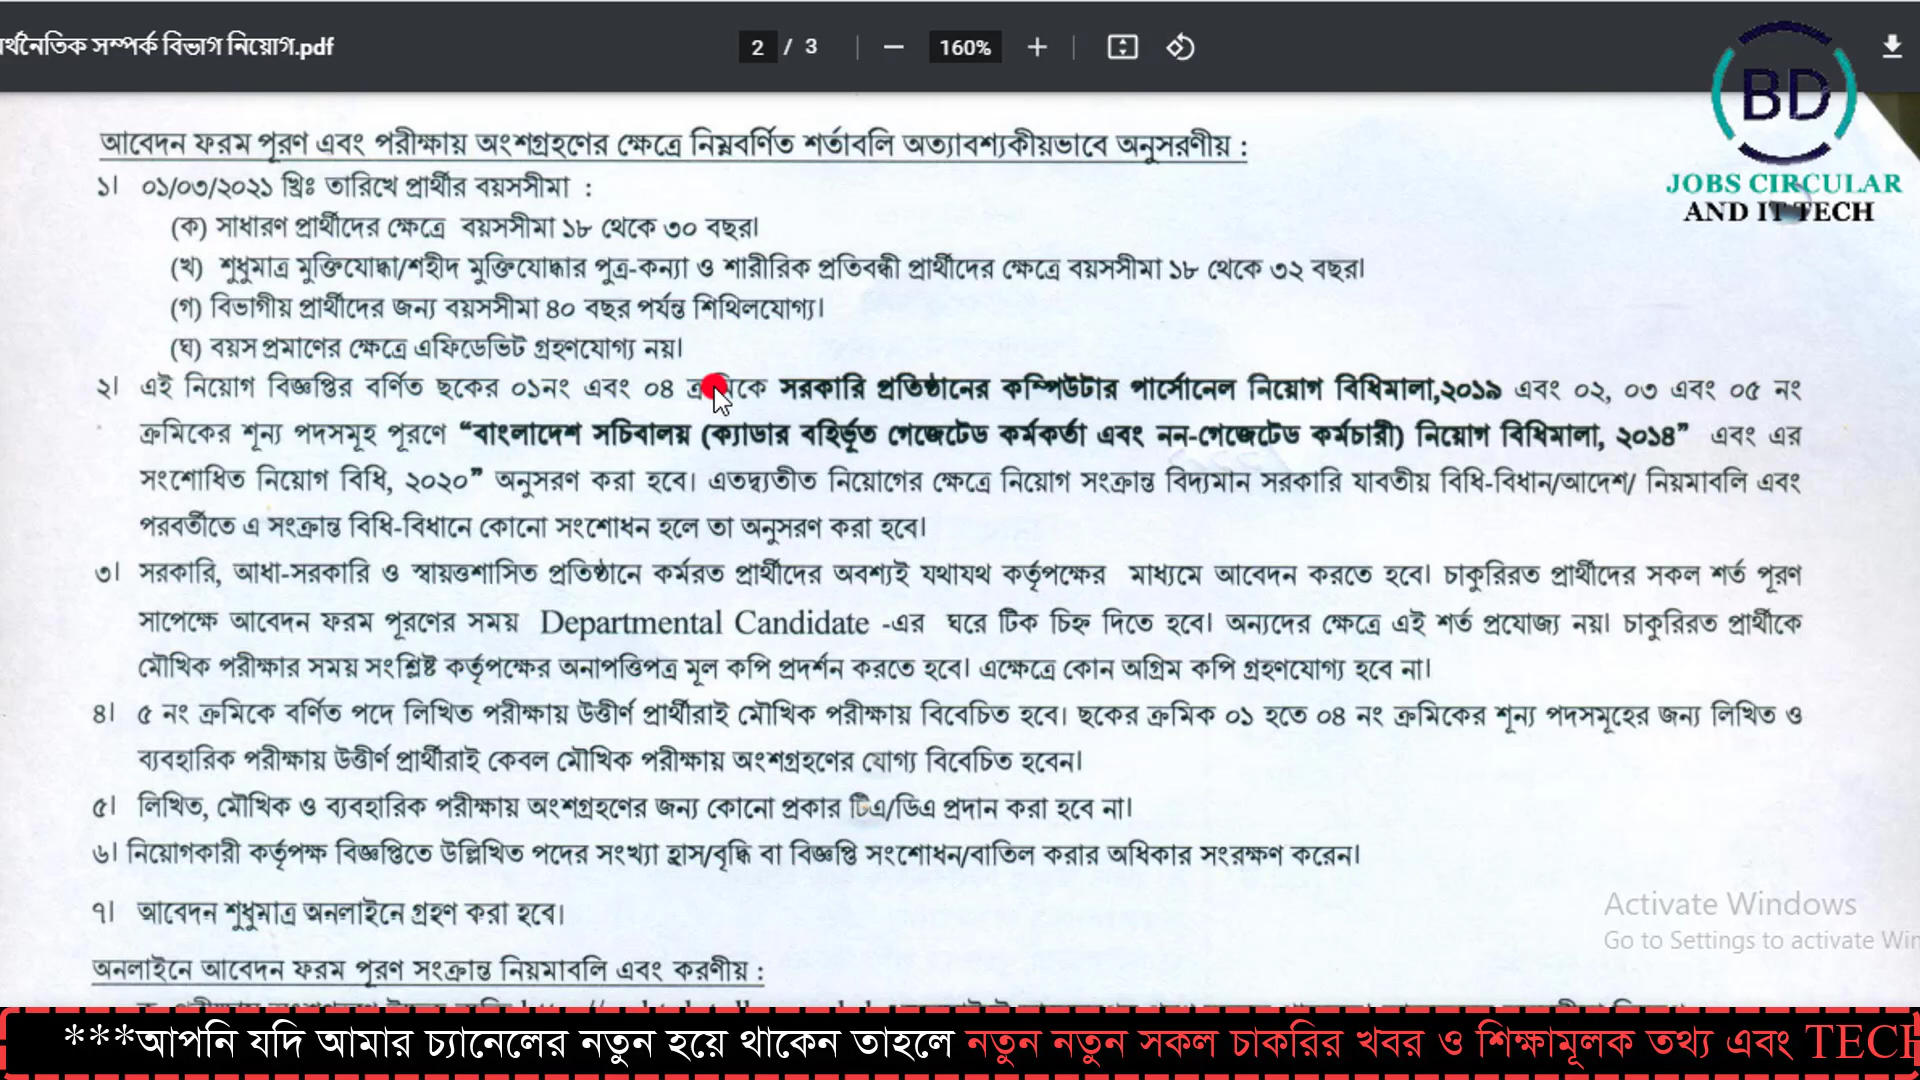 র্থনৈতিক সম্পর্ক বিভাগ নিয়োগ.pdf
2 / 3
160%
BD
JOBS CIRCULAR
AND IT TECH
আবেদন ফরম পূরণ এবং পরীক্ষায় অংশগ্রহণের ক্ষেত্রে নিম্নবর্ণিত শর্তাবলি অত্যাবশ্যকীয়ভাবে অনুসরণীয় :
১। ০১/০৩/২০২১ খ্রিঃ তারিখে প্রার্থীর বয়সসীমা :
(ক) সাধারণ প্রার্থীদের ক্ষেত্রে বয়সসীমা ১৮ থেকে ৩০ বছর।
(খ) শুধুমাত্র মুক্তিযোদ্ধা/শহীদ মুক্তিযোদ্ধার পুত্র-কন্যা ও শারীরিক প্রতিবন্ধী প্রার্থীদের ক্ষেত্রে বয়সসীমা ১৮ থেকে ৩২ বছর।
(গ) বিভাগীয় প্রার্থীদের জন্য বয়সসীমা ৪০ বছর পর্যন্ত শিথিলযোগ্য।
(ঘ) বয়স প্রমাণের ক্ষেত্রে এফিডেভিট গ্রহণযোগ্য নয়।
২। এই নিয়োগ বিজ্ঞপ্তির বর্ণিত ছকের ০১নং এবং ০৪ ক্রমিকে সরকারি প্রতিষ্ঠানের কম্পিউটার পার্সোনেল নিয়োগ বিধিমালা,২০১৯ এবং ০২, ০৩ এবং ০৫ নং
ক্রমিকের শূন্য পদসমূহ পূরণে “বাংলাদেশ সচিবালয় (ক্যাডার বহির্ভূত গেজেটেড কর্মকর্তা এবং নন-গেজেটেড কর্মচারী) নিয়োগ বিধিমালা, ২০১৪” এবং এর
সংশোধিত নিয়োগ বিধি, ২০২০” অনুসরণ করা হবে। এতদ্ব্যতীত নিয়োগের ক্ষেত্রে নিয়োগ সংক্রান্ত বিদ্যমান সরকারি যাবতীয় বিধি-বিধান/আদেশ/ নিয়মাবলি এবং
পরবর্তীতে এ সংক্রান্ত বিধি-বিধানে কোনো সংশোধন হলে তা অনুসরণ করা হবে।
৩। সরকারি, আধা-সরকারি ও স্বায়ত্তশাসিত প্রতিষ্ঠানে কর্মরত প্রার্থীদের অবশ্যই যথাযথ কর্তৃপক্ষের মাধ্যমে আবেদন করতে হবে। চাকুরিরত প্রার্থীদের সকল শর্ত পূরণ
সাপেক্ষে আবেদন ফরম পূরণের সময় Departmental Candidate -এর ঘরে টিক চিহ্ন দিতে হবে। অন্যদের ক্ষেত্রে এই শর্ত প্রযোজ্য নয়। চাকুরিরত প্রার্থীকে
মৌখিক পরীক্ষার সময় সংশ্লিষ্ট কর্তৃপক্ষের অনাপত্তিপত্র মূল কপি প্রদর্শন করতে হবে। এক্ষেত্রে কোন অগ্রিম কপি গ্রহণযোগ্য হবে না।
৪। ৫ নং ক্রমিকে বর্ণিত পদে লিখিত পরীক্ষায় উত্তীর্ণ প্রার্থীরাই মৌখিক পরীক্ষায় বিবেচিত হবে। ছকের ক্রমিক ০১ হতে ০৪ নং ক্রমিকের শূন্য পদসমূহের জন্য লিখিত ও
ব্যবহারিক পরীক্ষায় উত্তীর্ণ প্রার্থীরাই কেবল মৌখিক পরীক্ষায় অংশগ্রহণের যোগ্য বিবেচিত হবেন।
৫। লিখিত, মৌখিক ও ব্যবহারিক পরীক্ষায় অংশগ্রহণের জন্য কোনো প্রকার টিএ/ডিএ প্রদান করা হবে না।
৬। নিয়োগকারী কর্তৃপক্ষ বিজ্ঞপ্তিতে উল্লিখিত পদের সংখ্যা হ্রাস/বৃদ্ধি বা বিজ্ঞপ্তি সংশোধন/বাতিল করার অধিকার সংরক্ষণ করেন।
৭। আবেদন শুধুমাত্র অনলাইনে গ্রহণ করা হবে।
Activate Windows
Go to Settings to activate Win
অনলাইনে আবেদন ফরম পূরণ সংক্রান্ত নিয়মাবলি এবং করণীয় :
***আপনি যদি আমার চ্যানেলের নতুন হয়ে থাকেন তাহলে নতুন নতুন সকল চাকরির খবর ও শিক্ষামূলক তথ্য এবং TECH